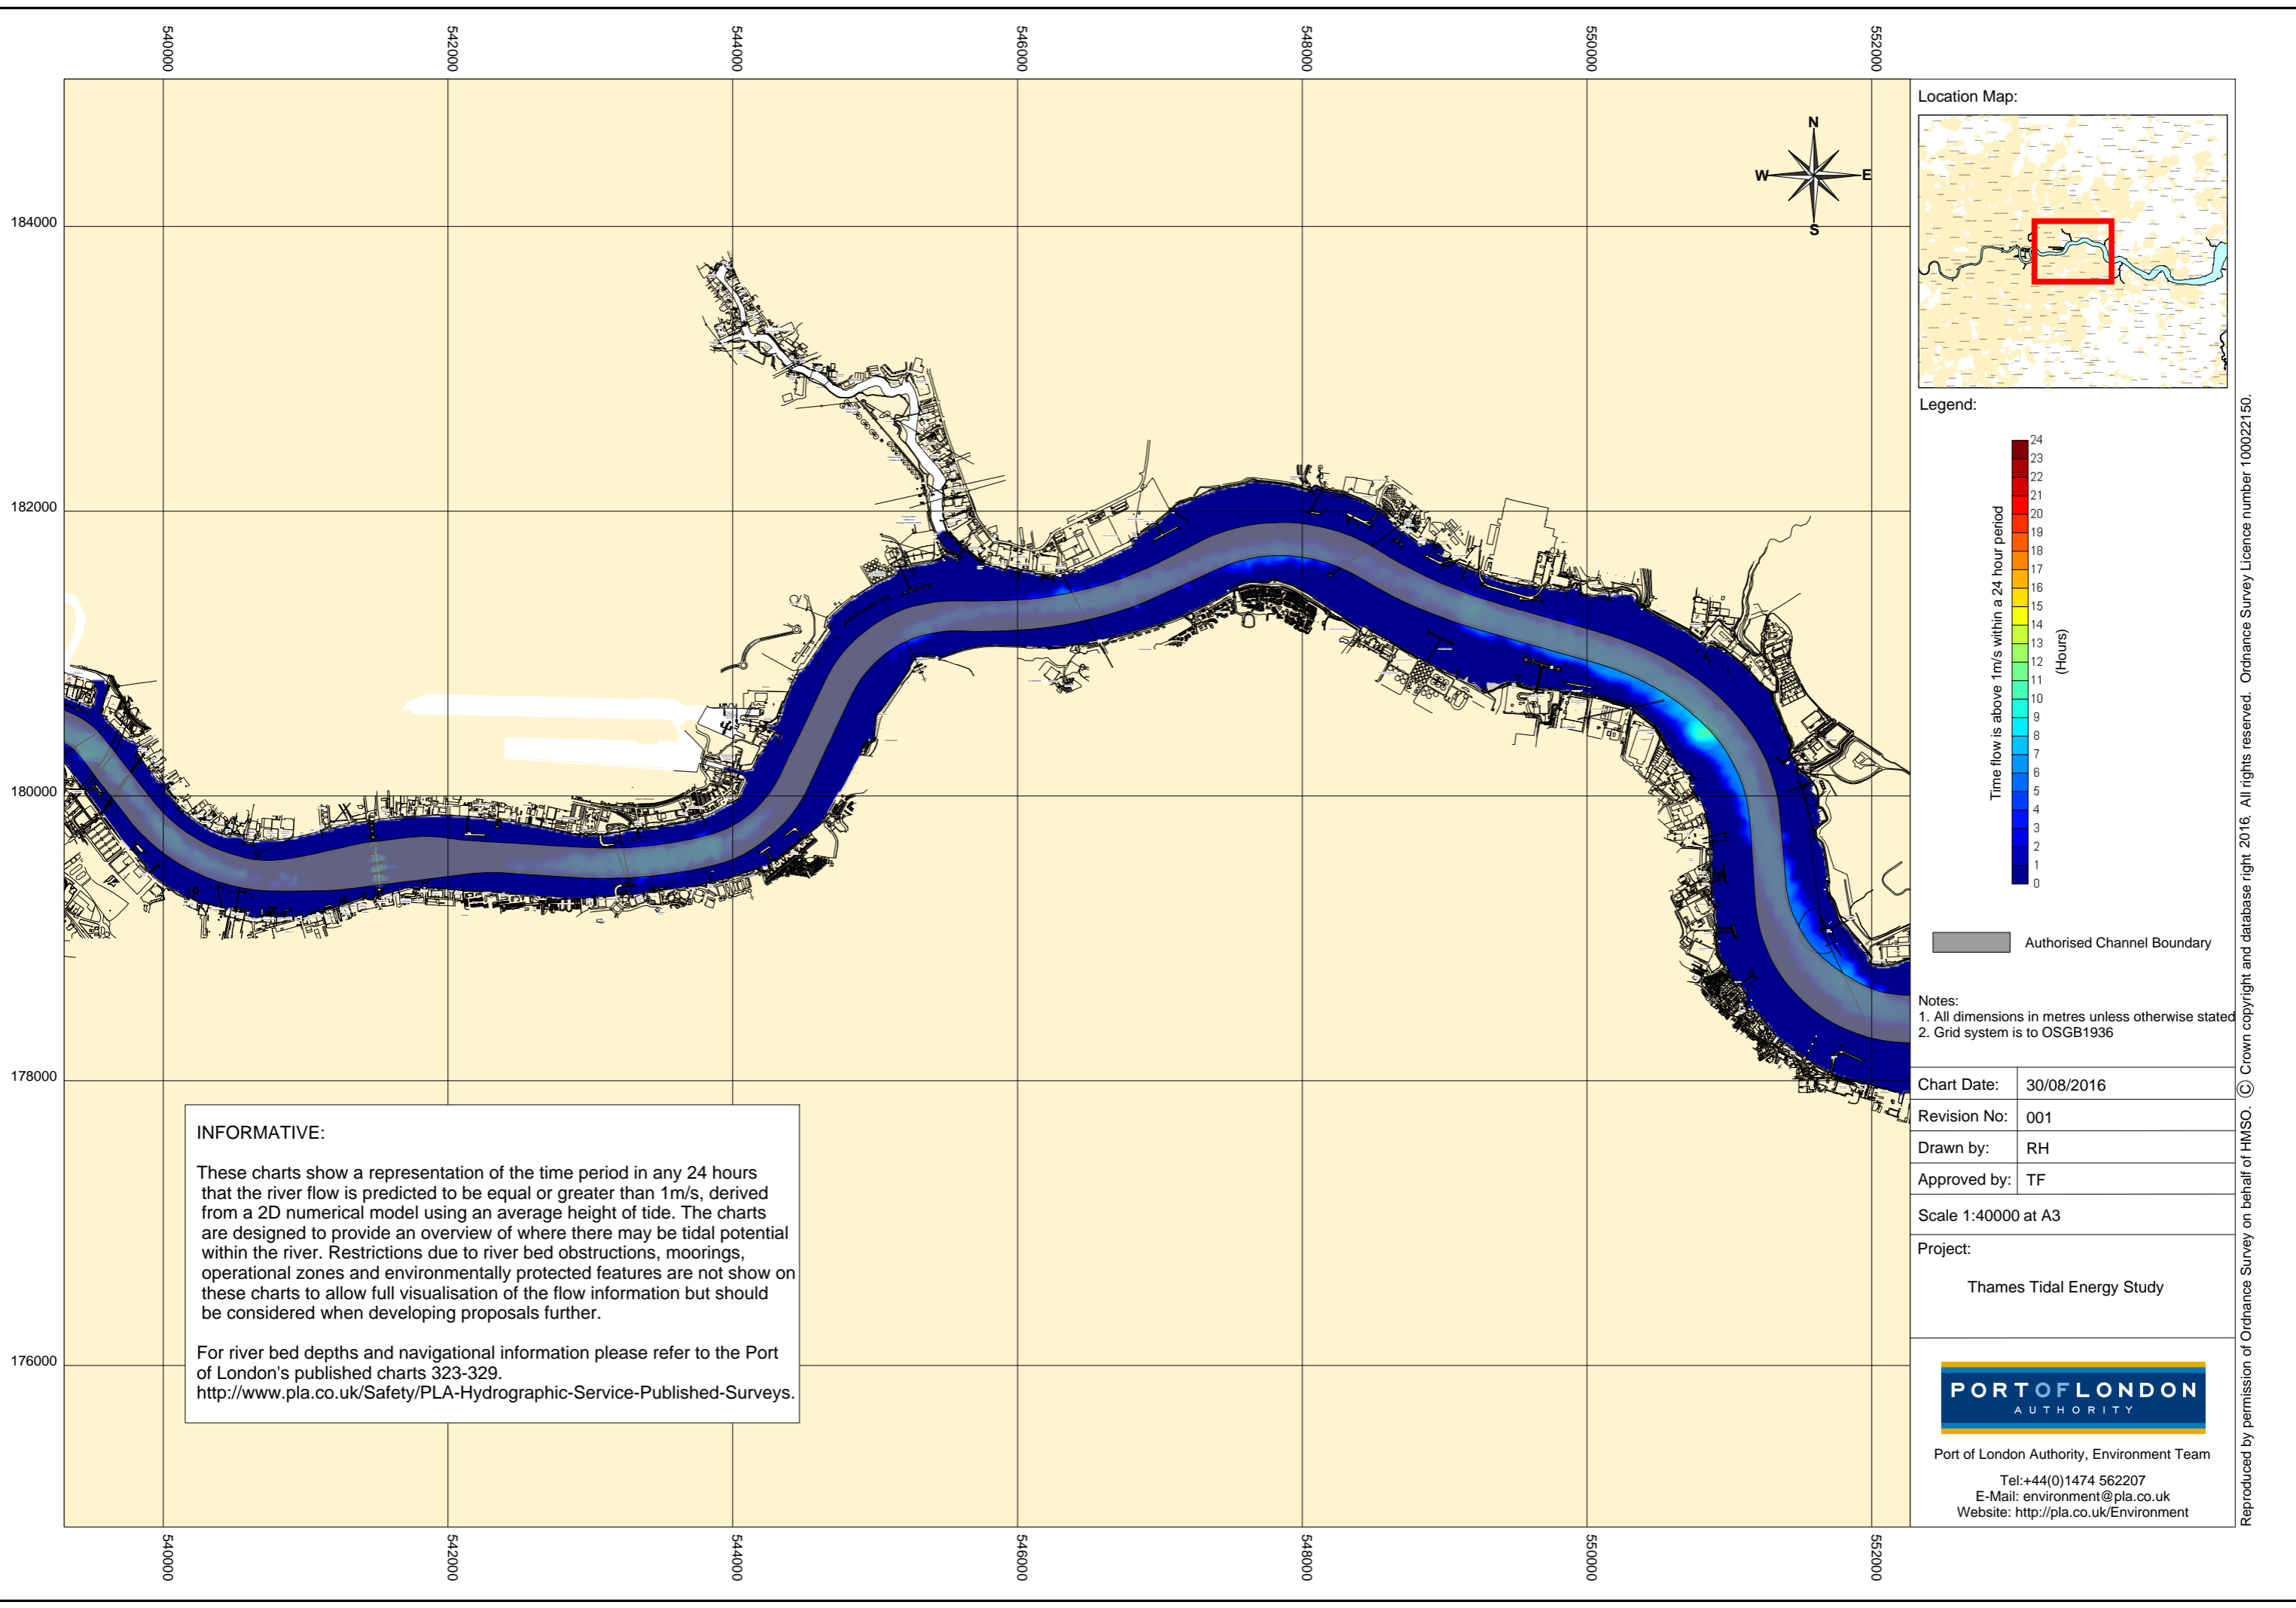 540000
542000
544000
546000
548000
550000
552000
184000
182000
180000
178000
176000
N
W
E
S
INFORMATIVE:
These charts show a representation of the time period in any 24 hours
that the river flow is predicted to be equal or greater than 1m/s, derived
from a 2D numerical model using an average height of tide. The charts
are designed to provide an overview of where there may be tidal potential
within the river. Restrictions due to river bed obstructions, moorings,
operational zones and environmentally protected features are not show on
these charts to allow full visualisation of the flow information but should
be considered when developing proposals further.
For river bed depths and navigational information please refer to the Port
of London's published charts 323-329.
http://www.pla.co.uk/Safety/PLA-Hydrographic-Service-Published-Surveys.
540000
542000
544000
546000
548000
550000
552000
Location Map:
Legend:
Time flow is above 1m/s within a 24 hour period
(Hours)
24
23
22
21
20
19
18
17
16
15
14
13
12
11
10
9
8
7
6
5
4
3
2
1
0
Authorised Channel Boundary
Notes:
1. All dimensions in metres unless otherwise stated
2. Grid system is to OSGB1936
Chart Date: 30/08/2016
Revision No: 001
Drawn by: RH
Approved by: TF
Scale 1:40000 at A3
Project:
Thames Tidal Energy Study
PORTOFLONDON
AUTHORITY
Port of London Authority, Environment Team
Tel:+44(0)1474 562207
E-Mail: environment@pla.co.uk
Website: http://pla.co.uk/Environment
Reproduced by permission of Ordnance Survey on behalf of HMSO. © Crown copyright and database right 2016, All rights reserved. Ordnance Survey Licence number 100022150.